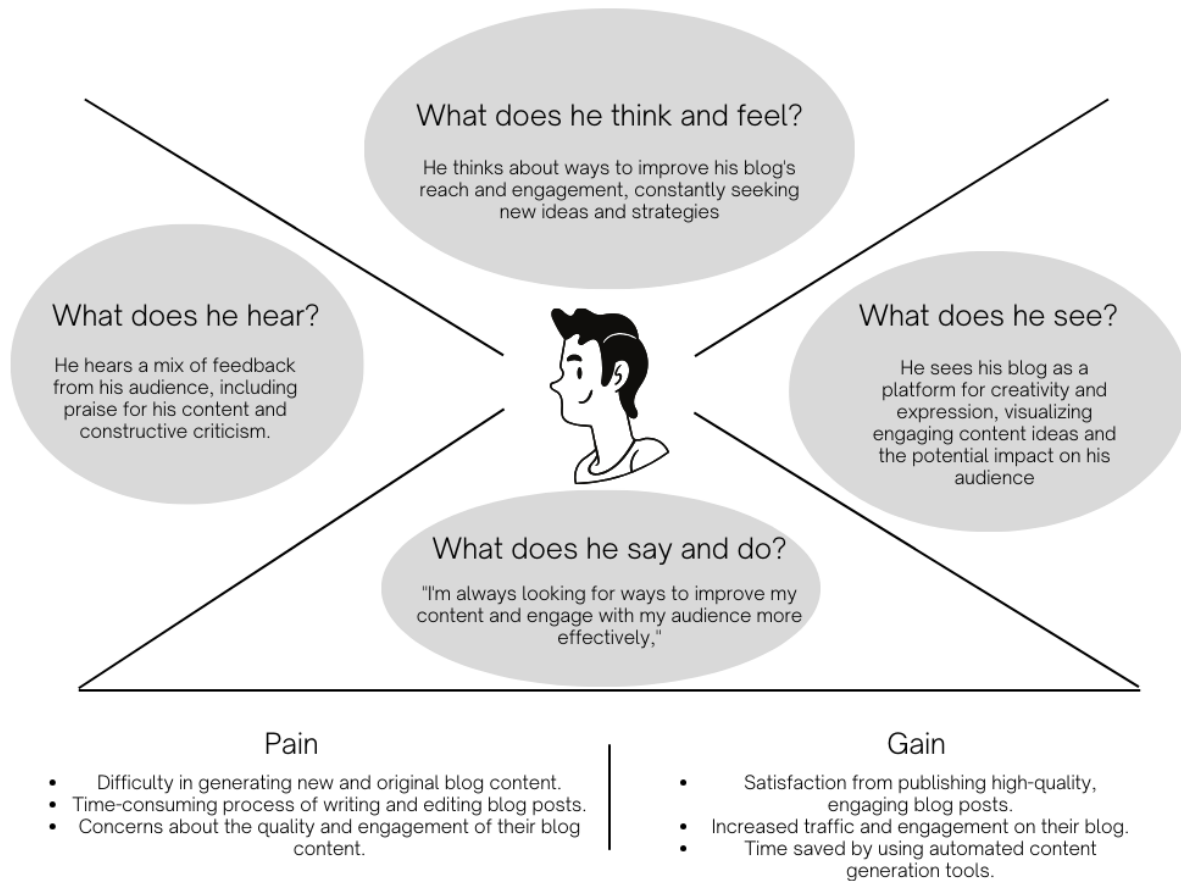 What does he think and feel?
He thinks about ways to improve his blog's
reach and engagement, constantly seeking
new ideas and strategies
What does he hear?
He hears a mix of feedback
from his audience, including
praise for his content and
constructive criticism.
What does he see?
He sees his blog as a
platform for creativity and
expression, visualizing
engaging content ideas and
the potential impact on his
audience
What does he say and do?
"I'm always looking for ways to improve my
content and engage with my audience more
effectively,"
Pain
• Difficulty in generating new and original blog content.
• Time-consuming process of writing and editing blog posts.
• Concerns about the quality and engagement of their blog
content.
Gain
• Satisfaction from publishing high-quality,
engaging blog posts.
• Increased traffic and engagement on their blog.
• Time saved by using automated content
generation tools.